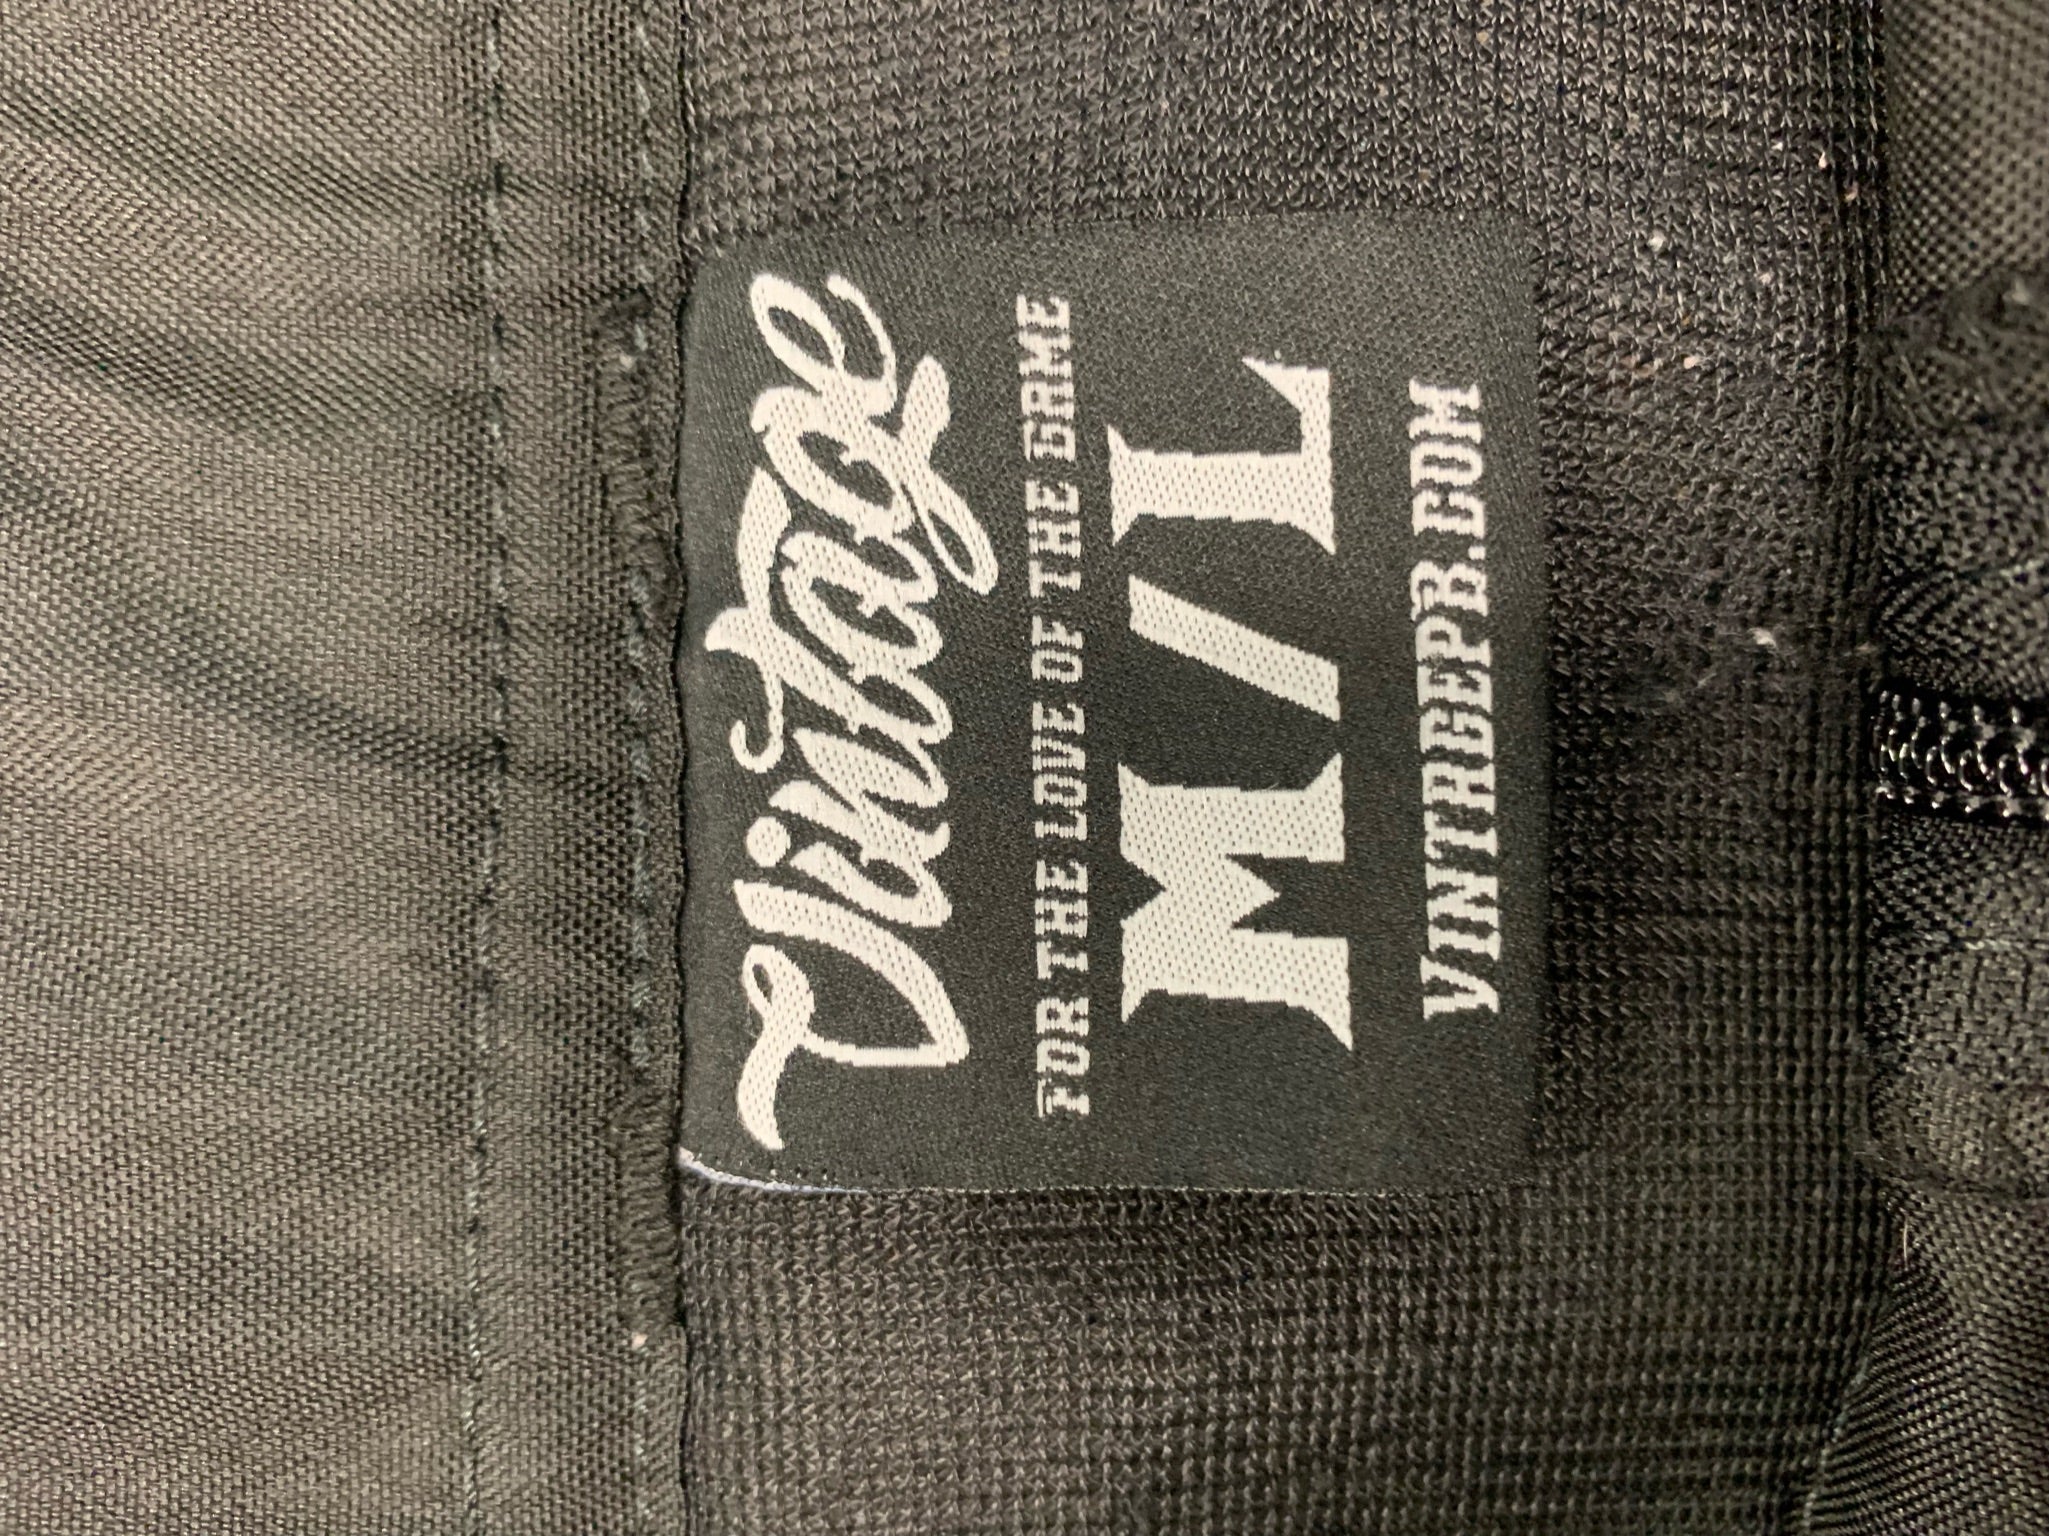 Vintage
FOR THE LOVE OF THE GAME
M/L
VINTAGEPB.COM